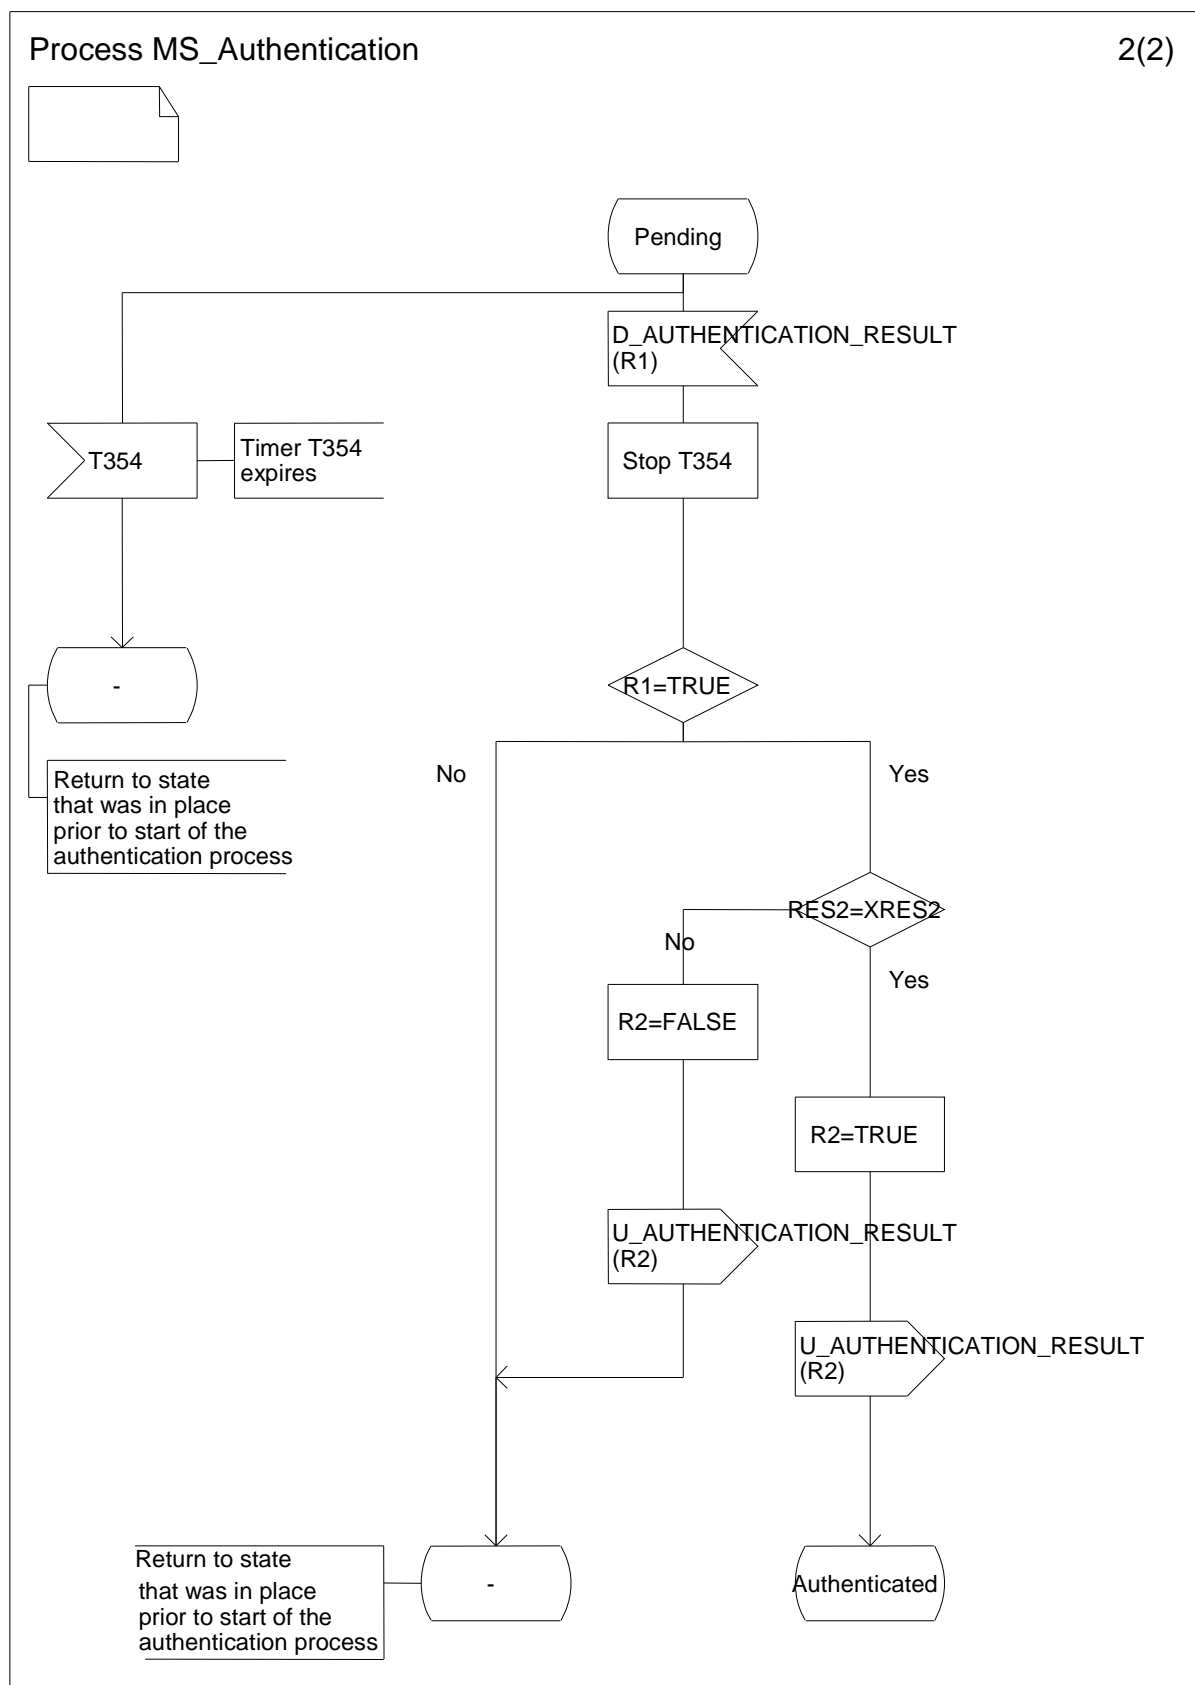 Process MS_Authentication
2(2)
Pending
D_AUTHENTICATION_RESULT
(R1)
T354
Timer T354
expires
Stop T354
-
R1=TRUE
Return to state
that was in place
prior to start of the
authentication process
No
Yes
RES2=XRES2
No
Yes
R2=FALSE
R2=TRUE
U_AUTHENTICATION_RESULT
(R2)
U_AUTHENTICATION_RESULT
(R2)
Return to state
that was in place
prior to start of the
authentication process
-
Authenticated